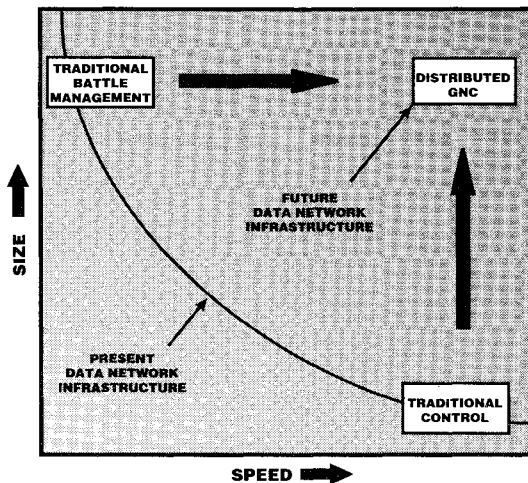 TRADITIONAL
BATTLE
MANAGEMENT
DISTRIBUTED
GNC
FUTURE
DATA NETWORK
INFRASTRUCTURE
SIZE
PRESENT
DATA NETWORK
INFRASTRUCTURE
TRADITIONAL
CONTROL
SPEED